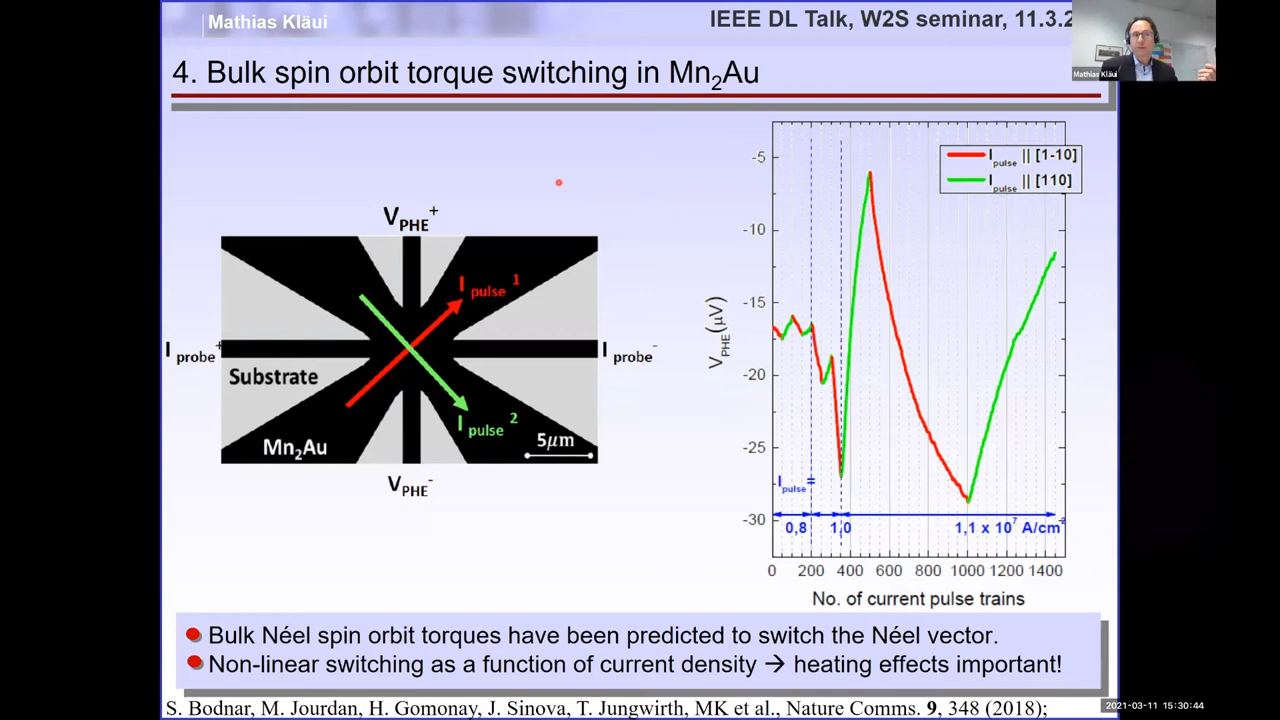 Mathias Kläui
IEEE DL Talk, W2S seminar, 11.3.2
Mathias Kläui
4. Bulk spin orbit torque switching in Mn₂Au
V_PHE⁺
I pulse 1
I probe⁺
I probe⁻
Substrate
I pulse 2
Mn₂Au
5μm
V_PHE⁻
I pulse || [1-10]
I pulse || [110]
-5
-10
-15
-20
-25
-30
V_PHE(μV)
I pulse =
0,8
1,0
1,1 x 10⁷ A/cm²
0 200 400 600 800 1000 1200 1400
No. of current pulse trains
Bulk Néel spin orbit torques have been predicted to switch the Néel vector.
Non-linear switching as a function of current density → heating effects important!
S. Bodnar, M. Jourdan, H. Gomonay, J. Sinova, T. Jungwirth, MK et al., Nature Comms. 9, 348 (2018);
2021-03-11 15:30:44